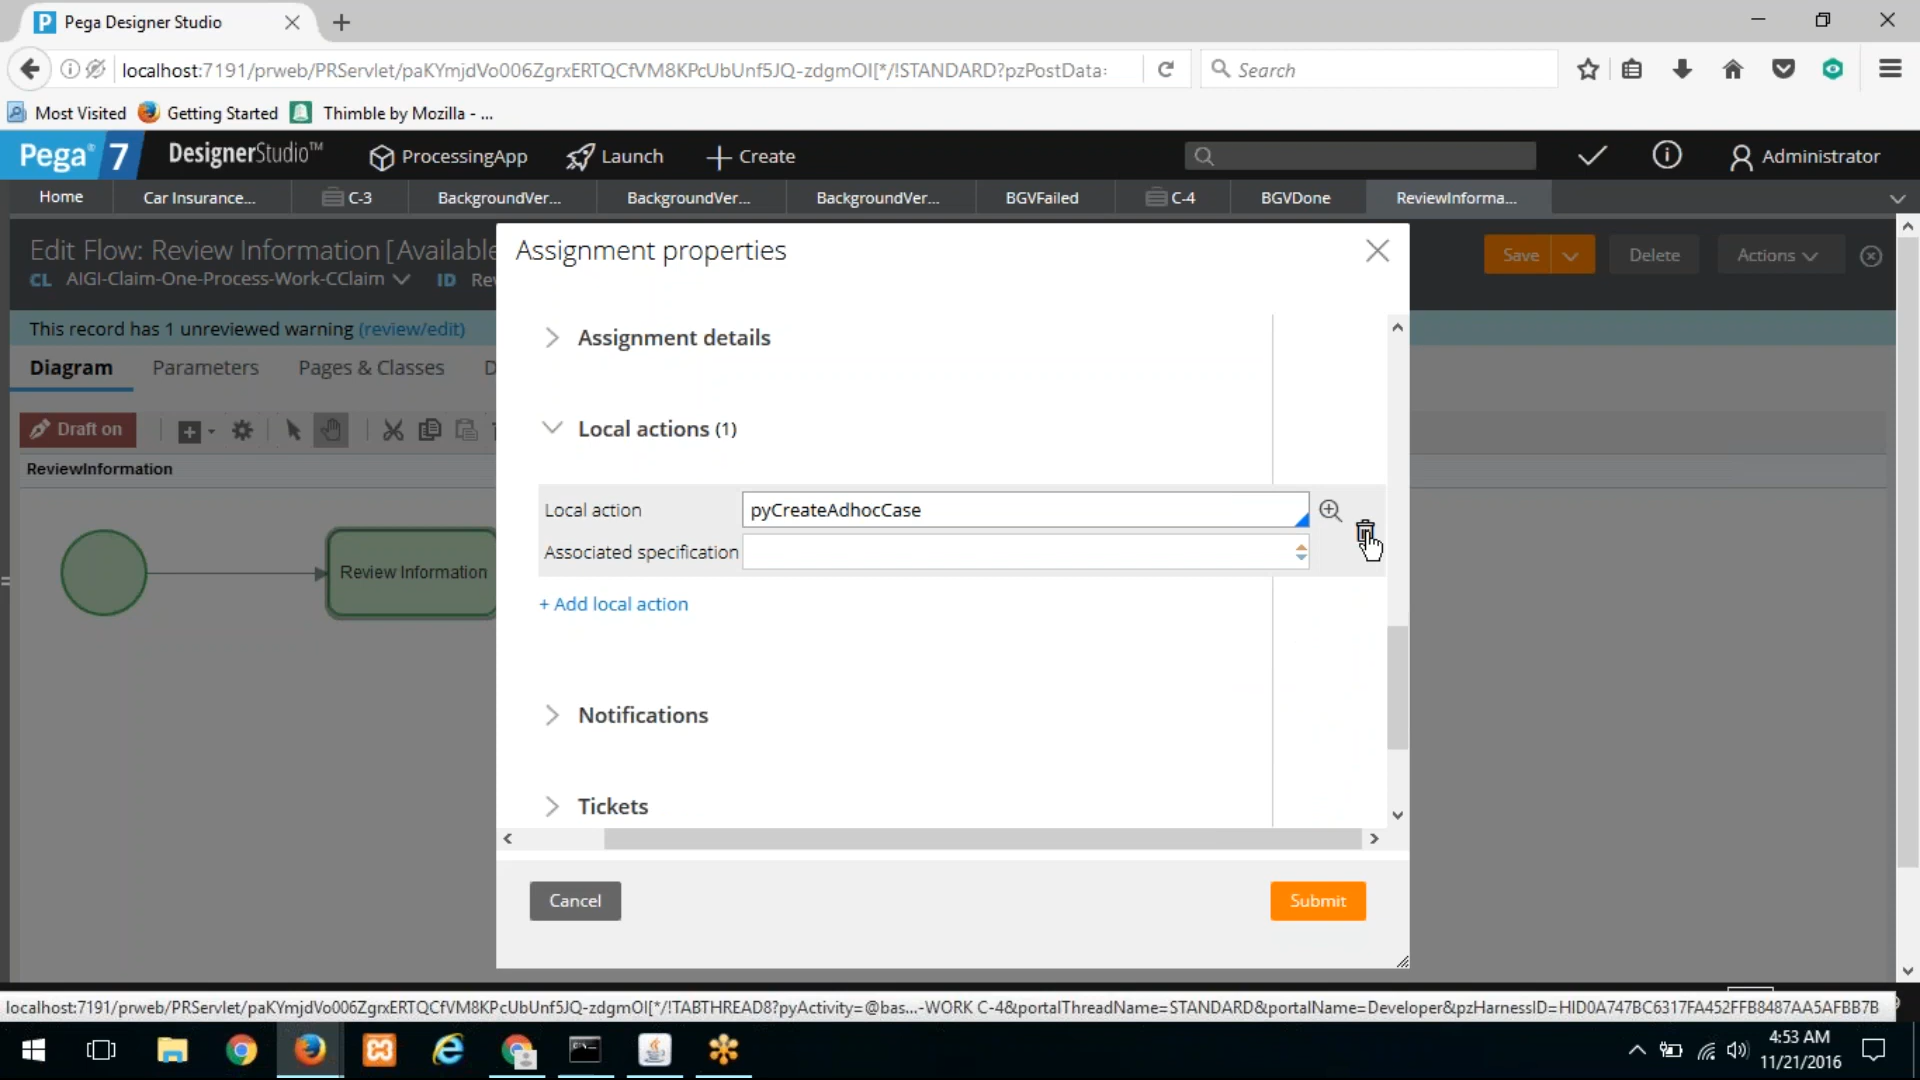 Pega Designer Studio
localhost:7191/prweb/PRServlet/paKYmjdVo006ZgrxERTQCfVM8KPcUbUnf5JQ-zdgmOI[*/!STANDARD?pzPostData:
Search
Most Visited
Getting Started
Thimble by Mozilla - ...
Pega 7
DesignerStudio™
ProcessingApp
Launch
Create
Administrator
Home
Car Insurance...
C-3
BackgroundVer...
BackgroundVer...
BackgroundVer...
BGVFailed
C-4
BGVDone
ReviewInforma...
Edit Flow: Review Information [Available
CL AIGI-Claim-One-Process-Work-CClaim
ID Rev
Save
Delete
Actions
This record has 1 unreviewed warning (review/edit)
Diagram
Parameters
Pages & Classes
D
Draft on
ReviewInformation
Review Information
Assignment properties
Assignment details
Local actions (1)
Local action
pyCreateAdhocCase
Associated specification
+ Add local action
Notifications
Tickets
Cancel
Submit
localhost:7191/prweb/PRServlet/paKYmjdVo006ZgrxERTQCfVM8KPcUbUnf5JQ-zdgmOI[*/!TABTHREAD8?pyActivity=@bas...-WORK C-4&portalThreadName=STANDARD&portalName=Developer&pzHarnessID=HID0A747BC6317FA452FFB8487AA5AFBB7B
4:53 AM
11/21/2016